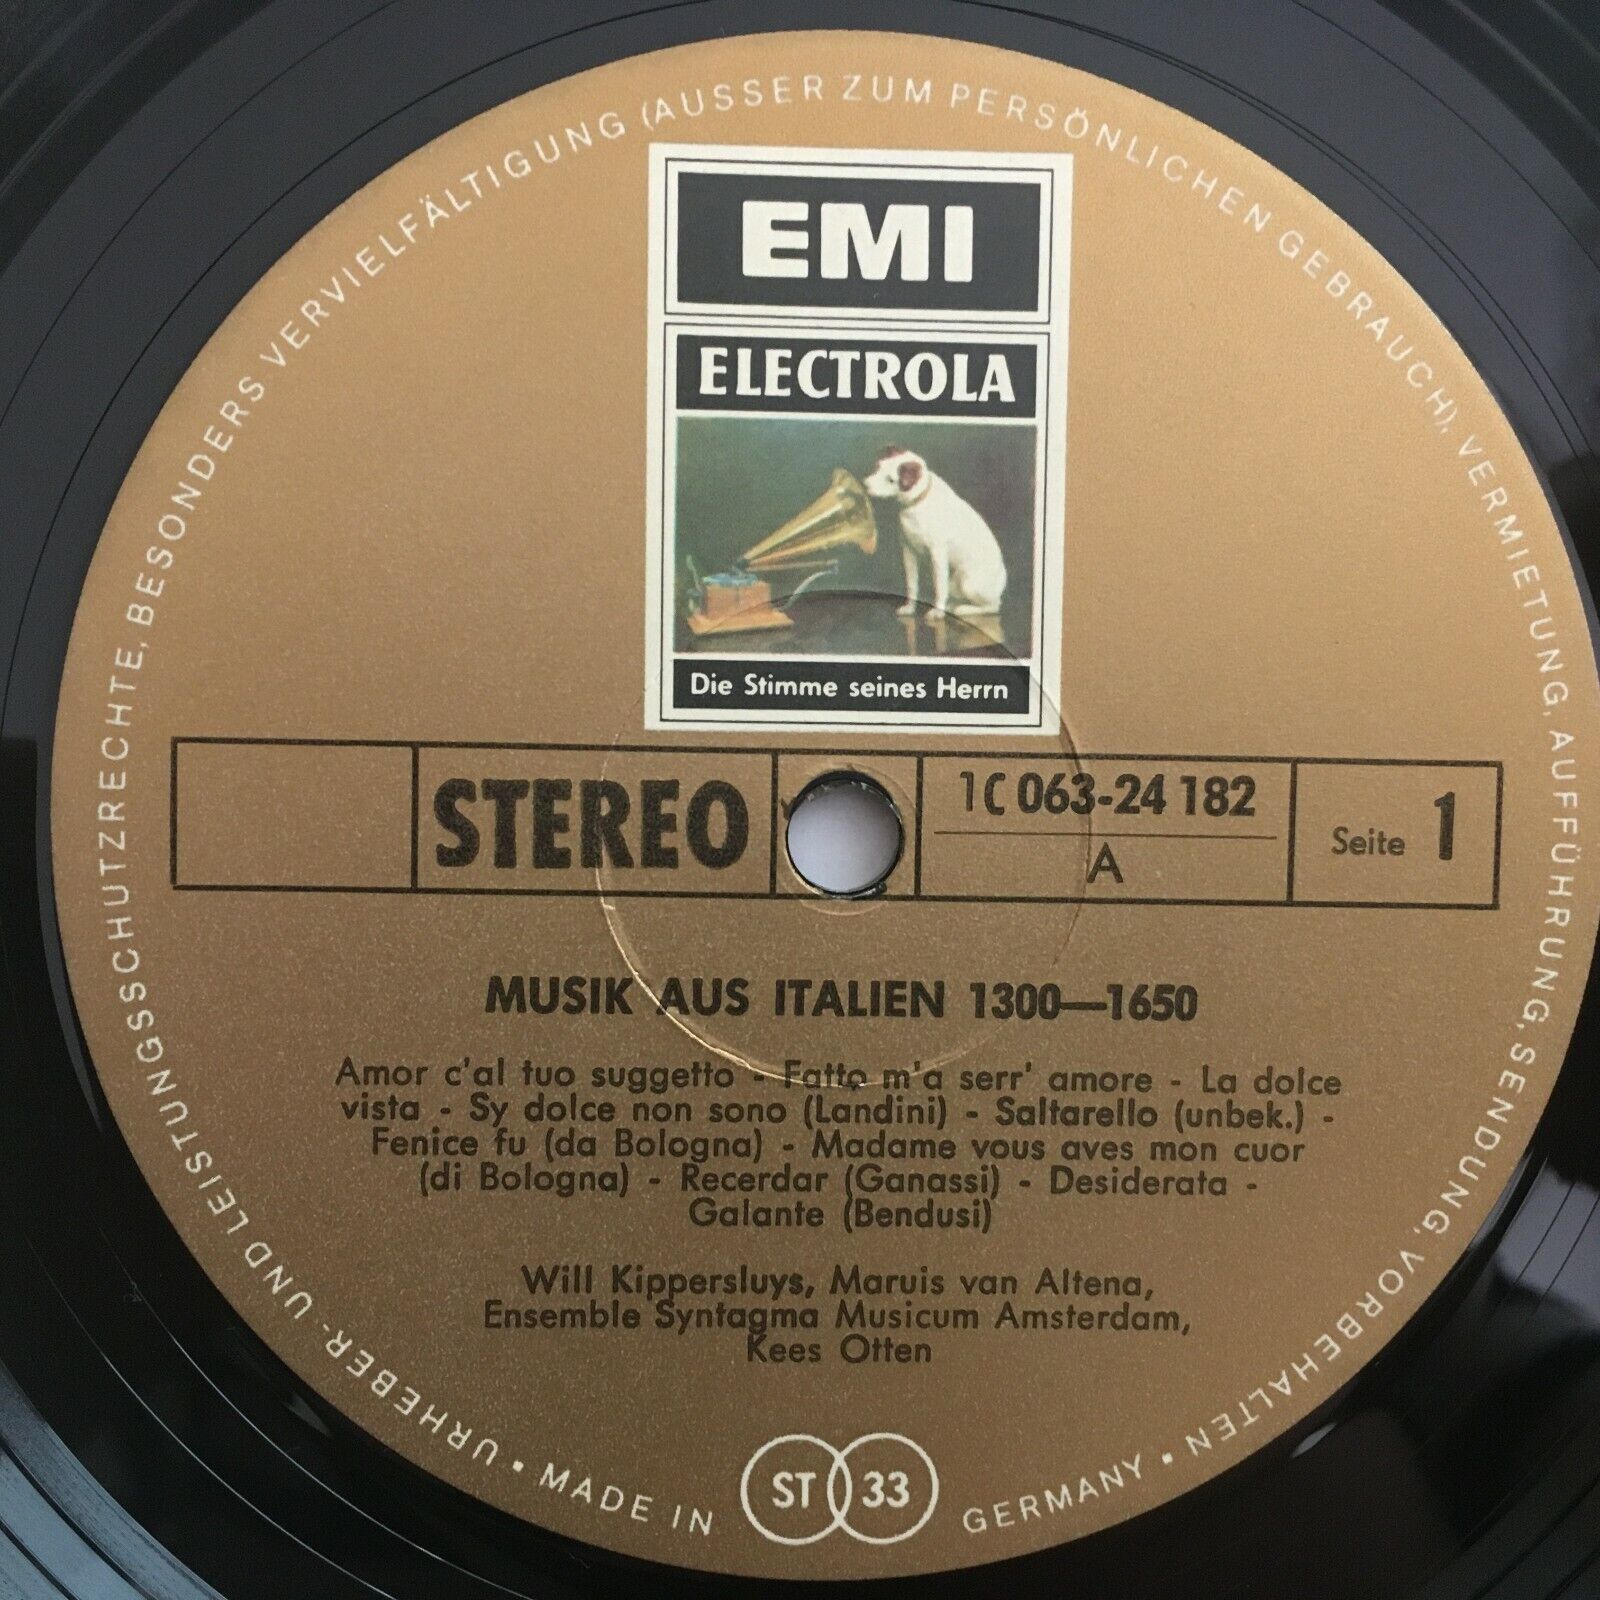 EMI
ELECTROLA
Die Stimme seines Herrn
STEREO
1C 063-24 182
A
Seite 1
MUSIK AUS ITALIEN 1300—1650
Amor c'al tuo suggetto - Fatto m'a serr' amore - La dolce
vista - Sy dolce non sono (Landini) - Saltarello (unbek.) -
Fenice fu (da Bologna) - Madame vous aves mon cuor
(di Bologna) - Recerdar (Ganassi) - Desiderata -
Galante (Bendusi)
Will Kippersluys, Maruis van Altena,
Ensemble Syntagma Musicum Amsterdam,
Kees Otten
ST 33
URHEBER- UND LEISTUNGSSCHUTZRECHTE, BESONDERS VERVIELFÄLTIGUNG (AUSSER ZUM PERSÖNLICHEN GEBRAUCH), VERMIETUNG, AUFFÜHRUNG, SENDUNG, VORBEHALTEN • MADE IN GERMANY •